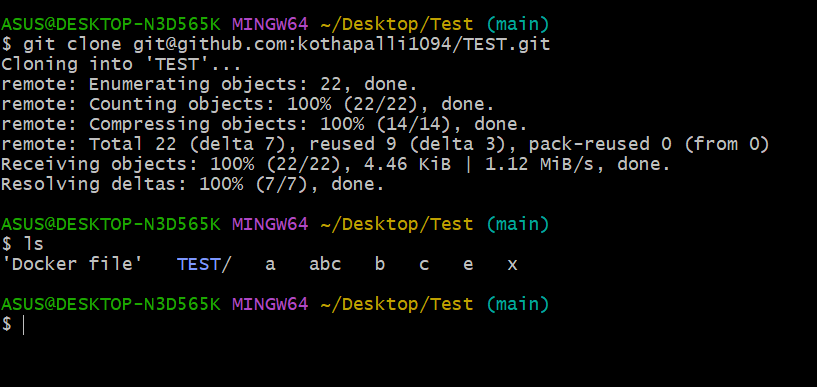 ASUS@DESKTOP-N3D565K MINGW64 ~/Desktop/Test (main)
$ git clone git@github.com:kothapalli1094/TEST.git
Cloning into 'TEST'...
remote: Enumerating objects: 22, done.
remote: Counting objects: 100% (22/22), done.
remote: Compressing objects: 100% (14/14), done.
remote: Total 22 (delta 7), reused 9 (delta 3), pack-reused 0 (from 0)
Receiving objects: 100% (22/22), 4.46 KiB | 1.12 MiB/s, done.
Resolving deltas: 100% (7/7), done.
ASUS@DESKTOP-N3D565K MINGW64 ~/Desktop/Test (main)
$ ls
'Docker file'   TEST/   a   abc   b   c   e   x
ASUS@DESKTOP-N3D565K MINGW64 ~/Desktop/Test (main)
$